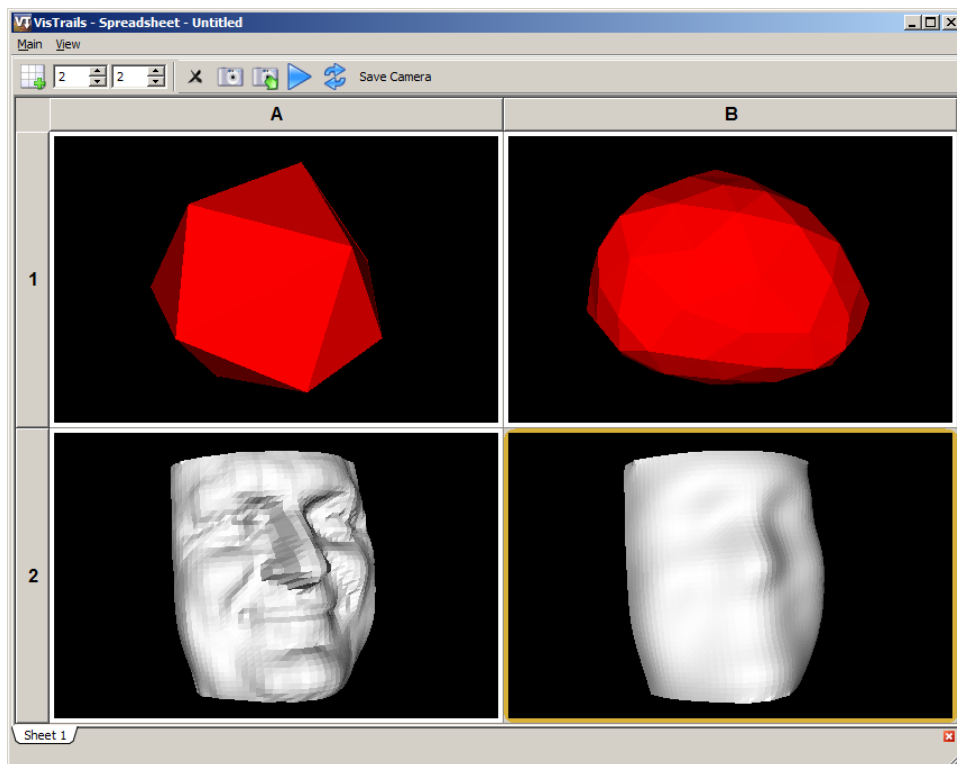 VT VisTrails - Spreadsheet - Untitled
Main View
2 2 Save Camera
A B
1
2
Sheet 1